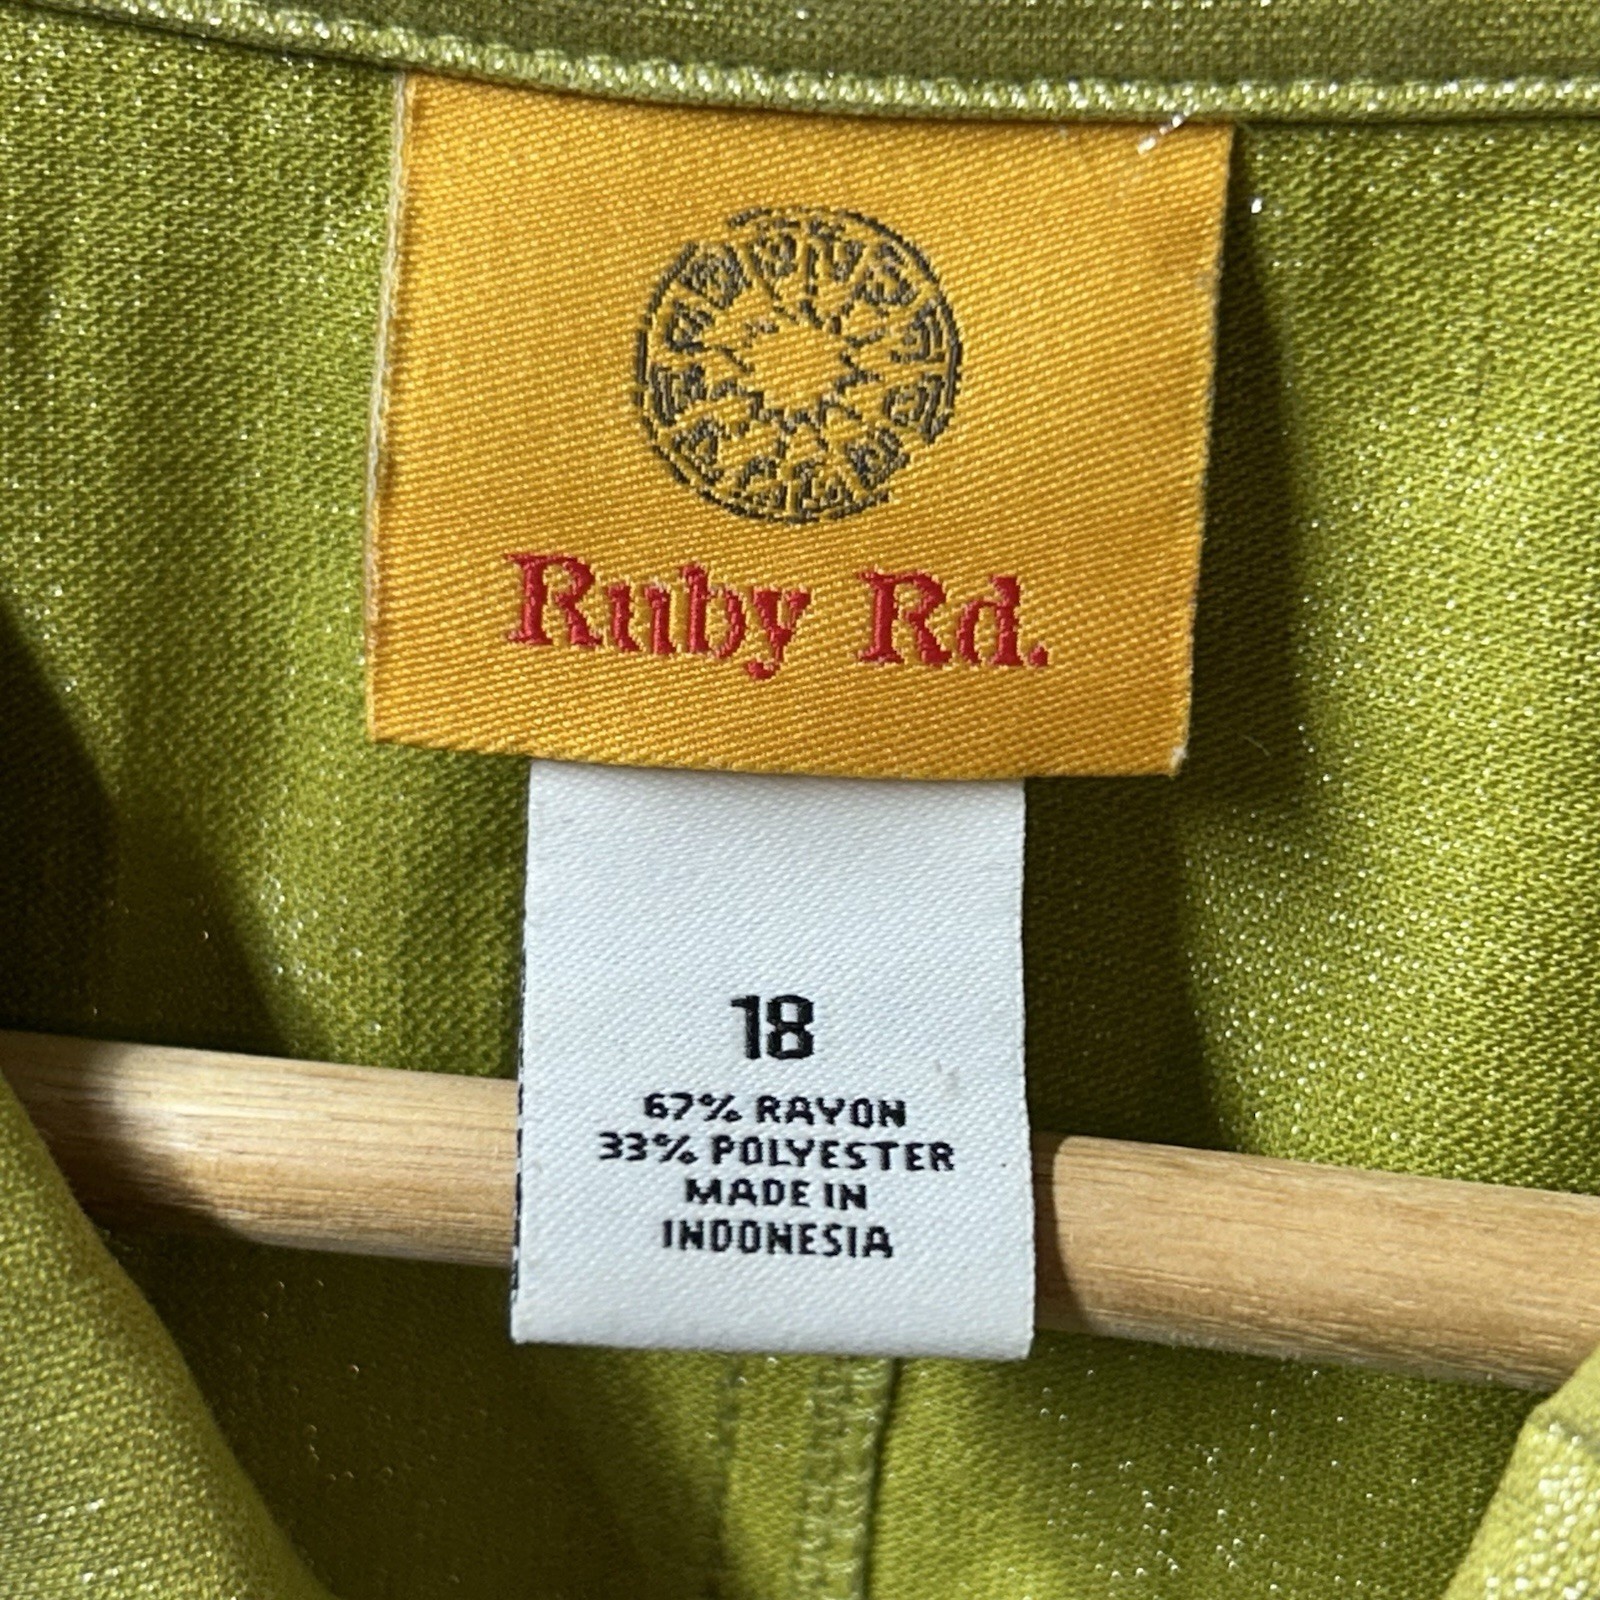 Ruby Rd.
18
67% RAYON
33% POLYESTER
MADE IN
INDONESIA